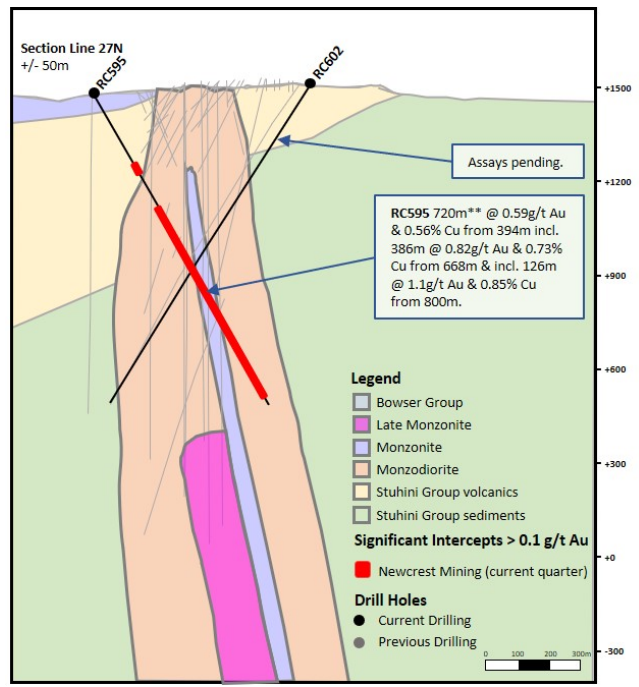 Section Line 27N
+/- 50m
RC595
RC602
+1500
Assays pending.
+1200
RC595 720m** @ 0.59g/t Au
& 0.56% Cu from 394m incl.
386m @ 0.82g/t Au & 0.73%
Cu from 668m & incl. 126m
@ 1.1g/t Au & 0.85% Cu
from 800m.
+900
+600
Legend
Bowser Group
Late Monzonite
Monzonite
Monzodiorite
Stuhini Group volcanics
Stuhini Group sediments
+300
Significant Intercepts > 0.1 g/t Au
Newcrest Mining (current quarter)
+0
Drill Holes
Current Drilling
Previous Drilling
0 100 200 300m
-300